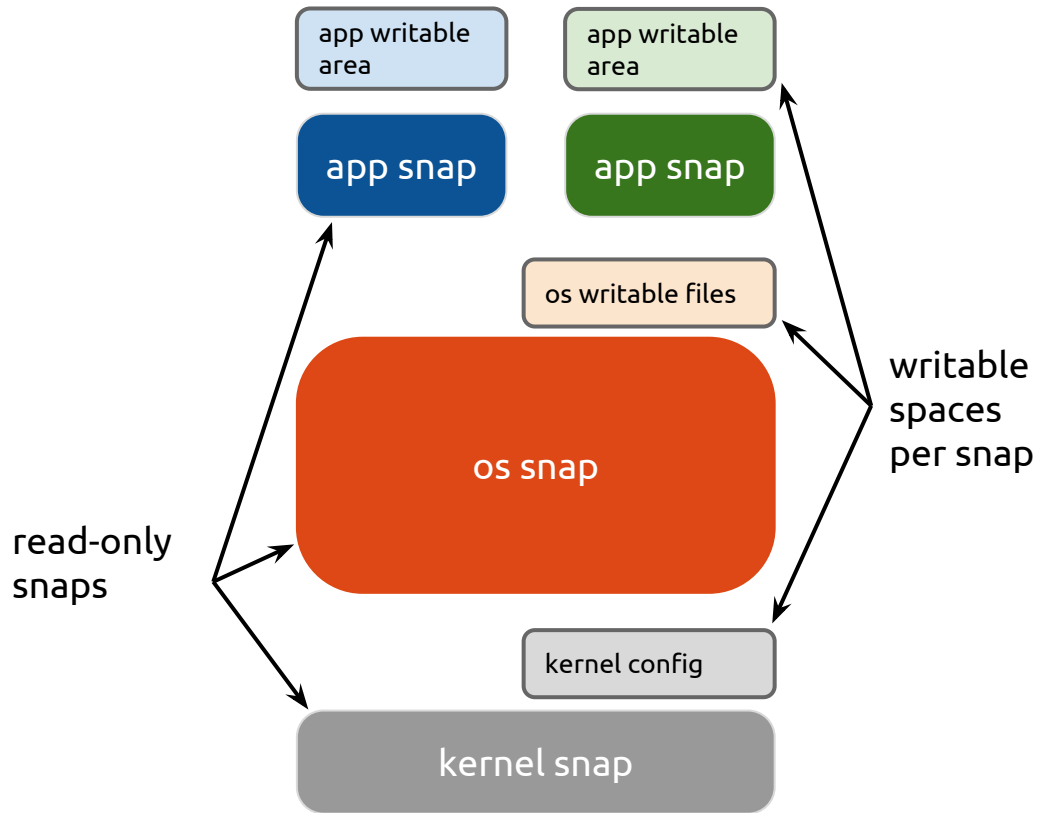 app writable
area
app writable
area
app snap
app snap
os writable files
writable
spaces
per snap
os snap
read-only
snaps
kernel config
kernel snap